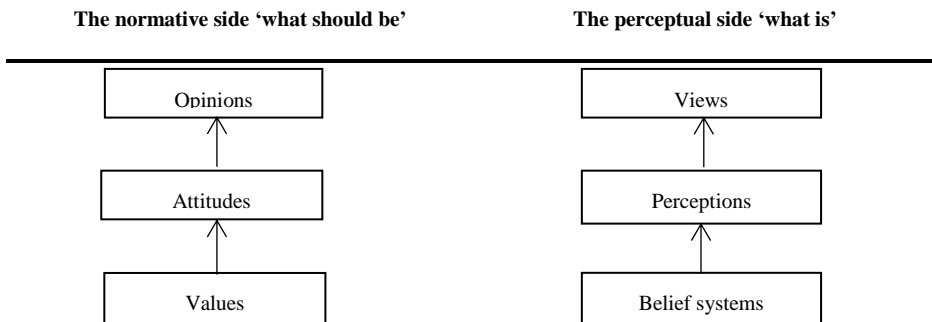 The normative side ‘what should be’
The perceptual side ‘what is’
Opinions
Views
Attitudes
Perceptions
Values
Belief systems